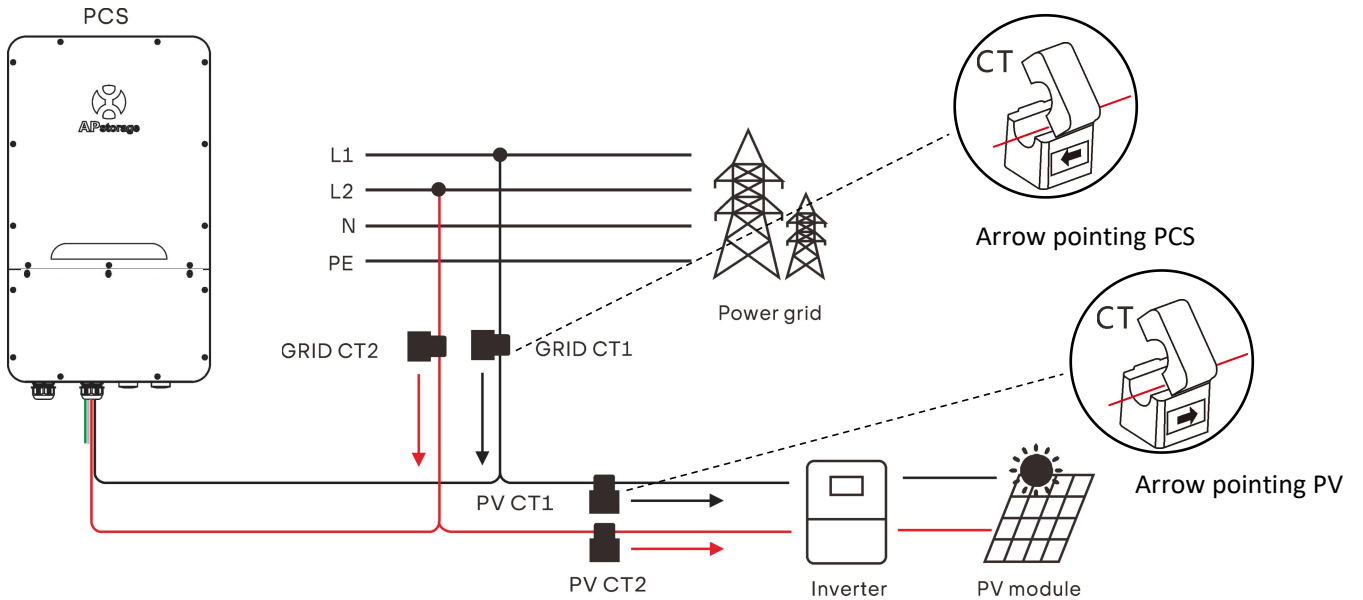 PCS
APstorage
CT
L1
L2
N
PE
Arrow pointing PCS
Power grid
CT
GRID CT2
GRID CT1
PV CT1
Arrow pointing PV
PV CT2
Inverter
PV module